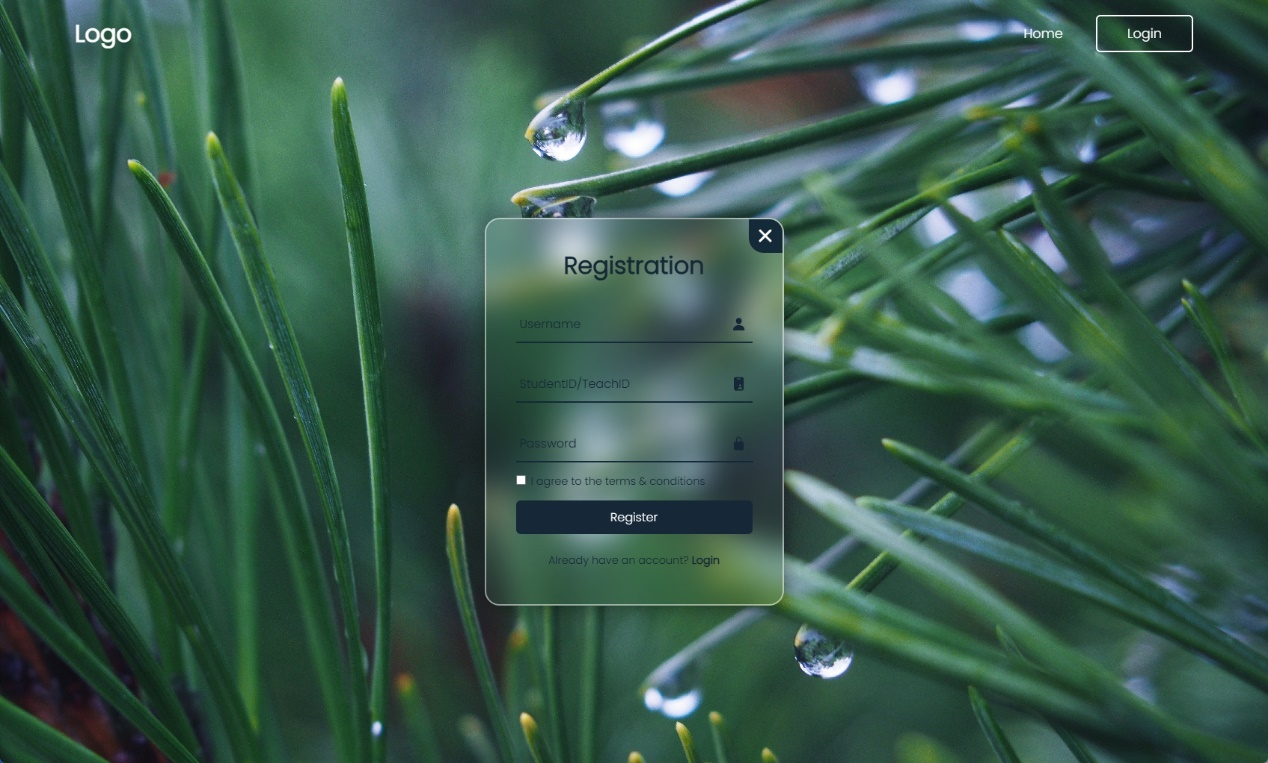 Logo
Home
Login
Registration
Username
StudentID/TeachID
Password
I agree to the terms & conditions
Register
Already have an account? Login